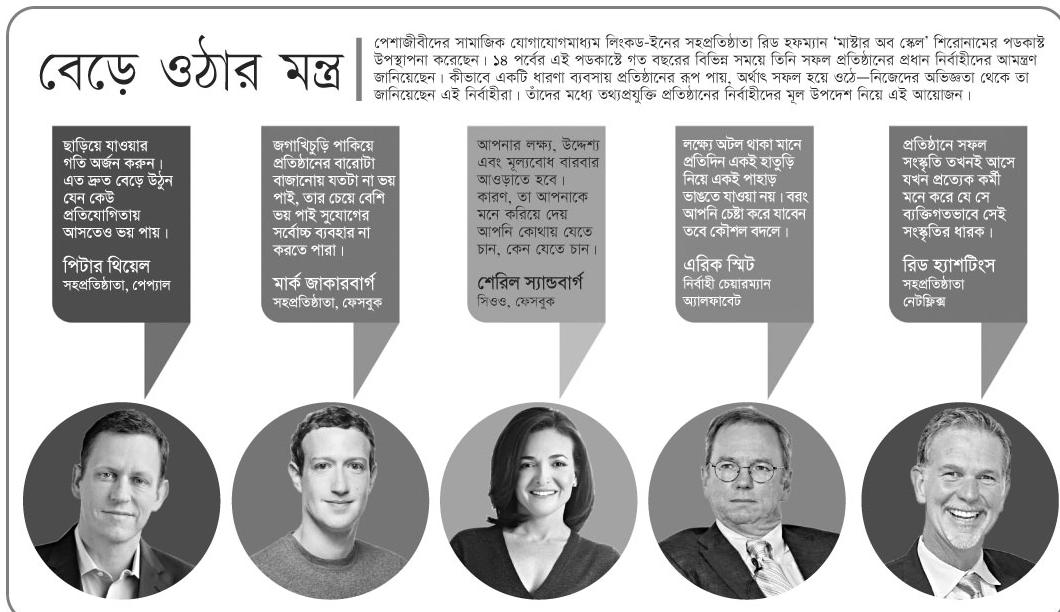 বেড়ে ওঠার মন্ত্র
পেশাজীবীদের সামাজিক যোগাযোগমাধ্যম লিংকড-ইনের সহপ্রতিষ্ঠাতা রিড হফম্যান ‘মাস্টার অব স্কেল’ শিরোনামের পডকাস্ট
উপস্থাপনা করেছেন। ১৪ পর্বের এই পডকাস্টে গত বছরের বিভিন্ন সময়ে তিনি সফল প্রতিষ্ঠানের প্রধান নির্বাহীদের আমন্ত্রণ
জানিয়েছেন। কীভাবে একটি ধারণা ব্যবসায় প্রতিষ্ঠানের রূপ পায়, অর্থাৎ সফল হয়ে ওঠে—নিজেদের অভিজ্ঞতা থেকে তা
জানিয়েছেন এই নির্বাহীরা। তাঁদের মধ্যে তথ্যপ্রযুক্তি প্রতিষ্ঠানের নির্বাহীদের মূল উপদেশ নিয়ে এই আয়োজন।
ছাড়িয়ে যাওয়ার
গতি অর্জন করুন।
এত দ্রুত বেড়ে উঠুন
যেন কেউ
প্রতিযোগিতায়
আসতেও ভয় পায়।
পিটার থিয়েল
সহপ্রতিষ্ঠাতা, পেপ্যাল
জগাখিচুড়ি পাকিয়ে
প্রতিষ্ঠানের বারোটা
বাজানোয় যতটা না ভয়
পাই, তার চেয়ে বেশি
ভয় পাই সুযোগের
সর্বোচ্চ ব্যবহার না
করতে পারা।
মার্ক জাকারবার্গ
সহপ্রতিষ্ঠাতা, ফেসবুক
আপনার লক্ষ্য, উদ্দেশ্য
এবং মূল্যবোধ বারবার
আওড়াতে হবে।
কারণ, তা আপনাকে
মনে করিয়ে দেয়
আপনি কোথায় যেতে
চান, কেন যেতে চান।
শেরিল স্যান্ডবার্গ
সিওও, ফেসবুক
লক্ষ্যে অটল থাকা মানে
প্রতিদিন একই হাতুড়ি
নিয়ে একই পাহাড়
ভাঙতে যাওয়া নয়। বরং
আপনি চেষ্টা করে যাবেন
তবে কৌশল বদলে।
এরিক স্মিট
নির্বাহী চেয়ারম্যান
অ্যালফাবেট
প্রতিষ্ঠানে সফল
সংস্কৃতি তখনই আসে
যখন প্রত্যেক কর্মী
মনে করে যে সে
ব্যক্তিগতভাবে সেই
সংস্কৃতির ধারক।
রিড হ্যাশটিংস
সহপ্রতিষ্ঠাতা
নেটফ্লিক্স